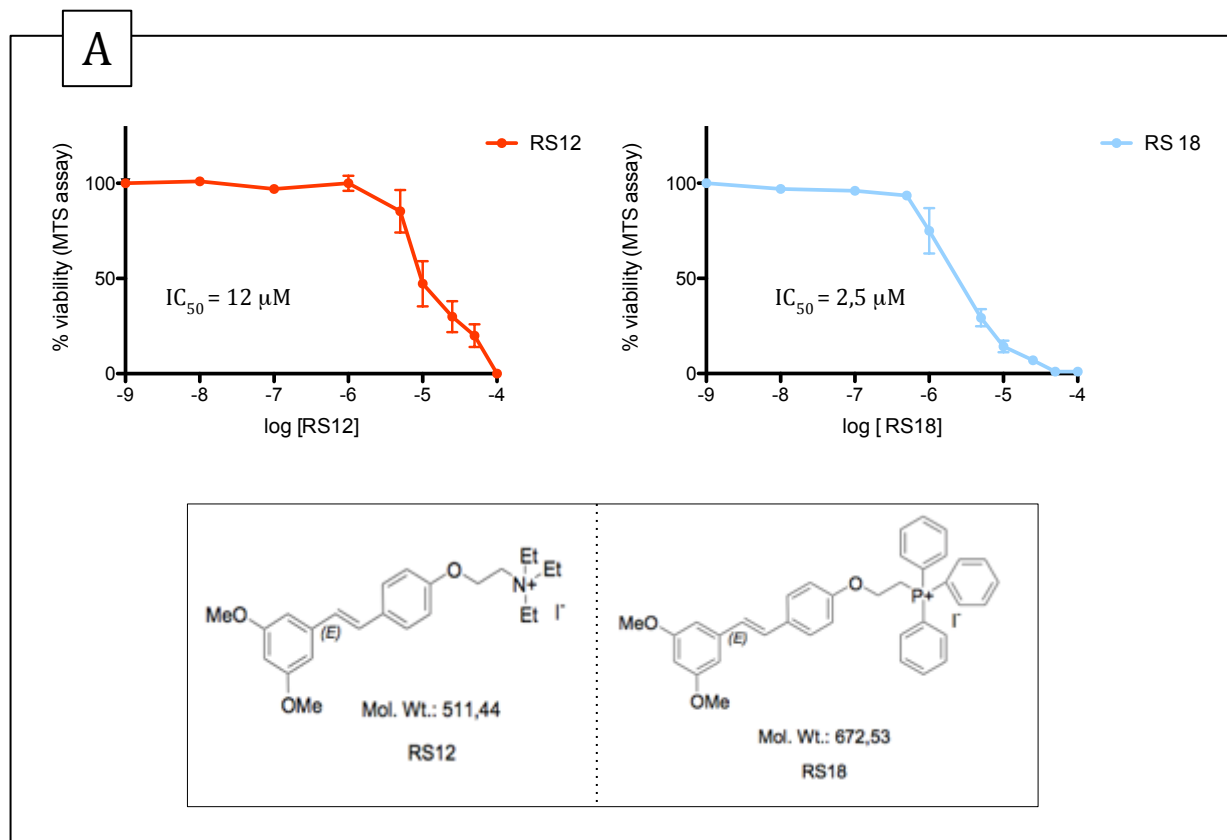 A
RS12
% viability (MTS assay)
100
50
0
IC50 = 12 µM
-9 -8 -7 -6 -5 -4
log [RS12]
RS 18
% viability (MTS assay)
100
50
0
IC50 = 2,5 µM
-9 -8 -7 -6 -5 -4
log [ RS18]
Et
Et
N+
Et
I-
O
(E)
MeO
OMe
Mol. Wt.: 511,44
RS12
O
P+
I-
(E)
MeO
OMe
Mol. Wt.: 672,53
RS18